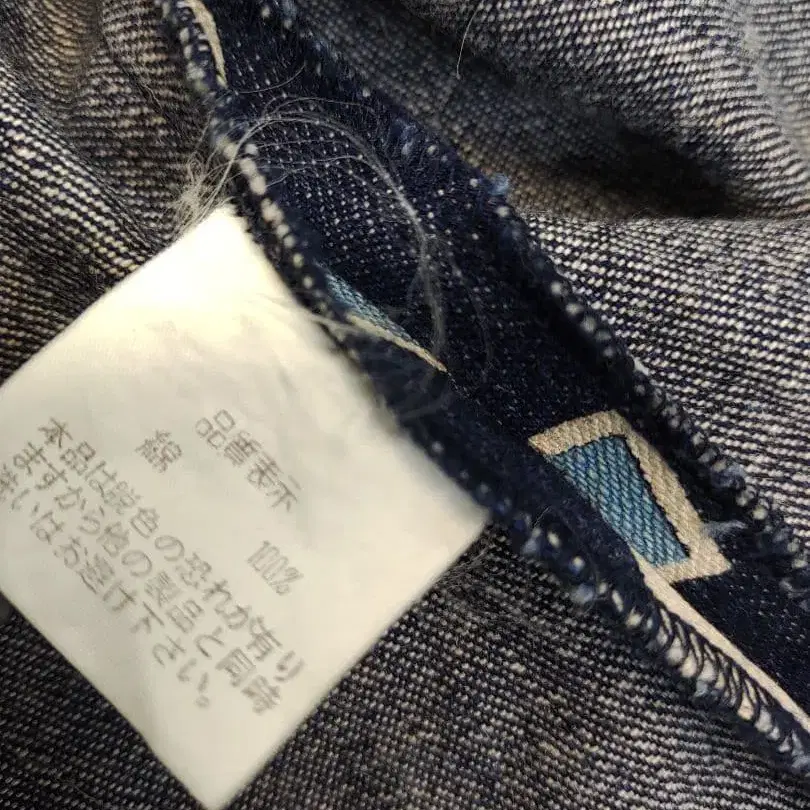 品質表示
綿 100%
本品は脱色の恐れが有り
ますから他の製品と同時
洗いはお避け下さい。